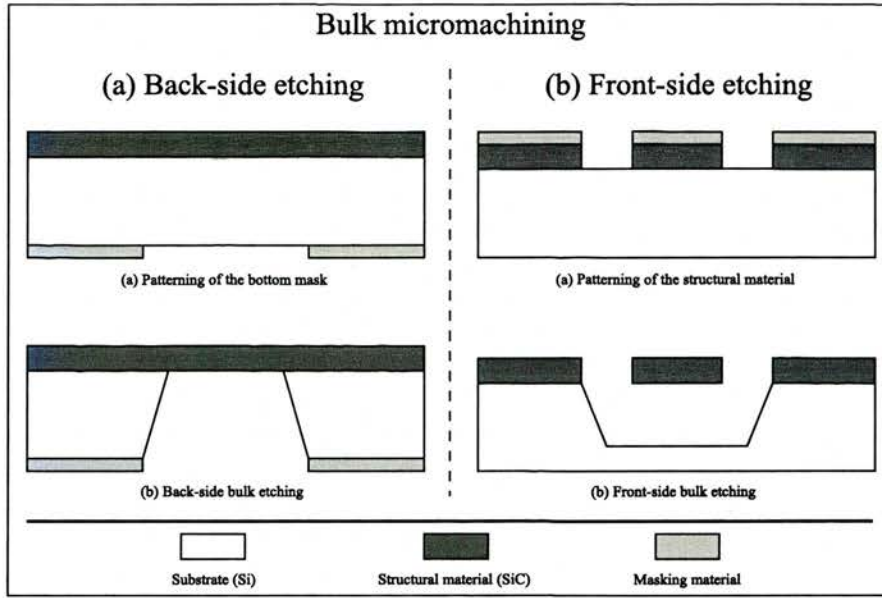 Bulk micromachining
(a) Back-side etching
(b) Front-side etching
(a) Patterning of the bottom mask
(a) Patterning of the structural material
(b) Back-side bulk etching
(b) Front-side bulk etching
Substrate (Si)
Structural material (SiC)
Masking material